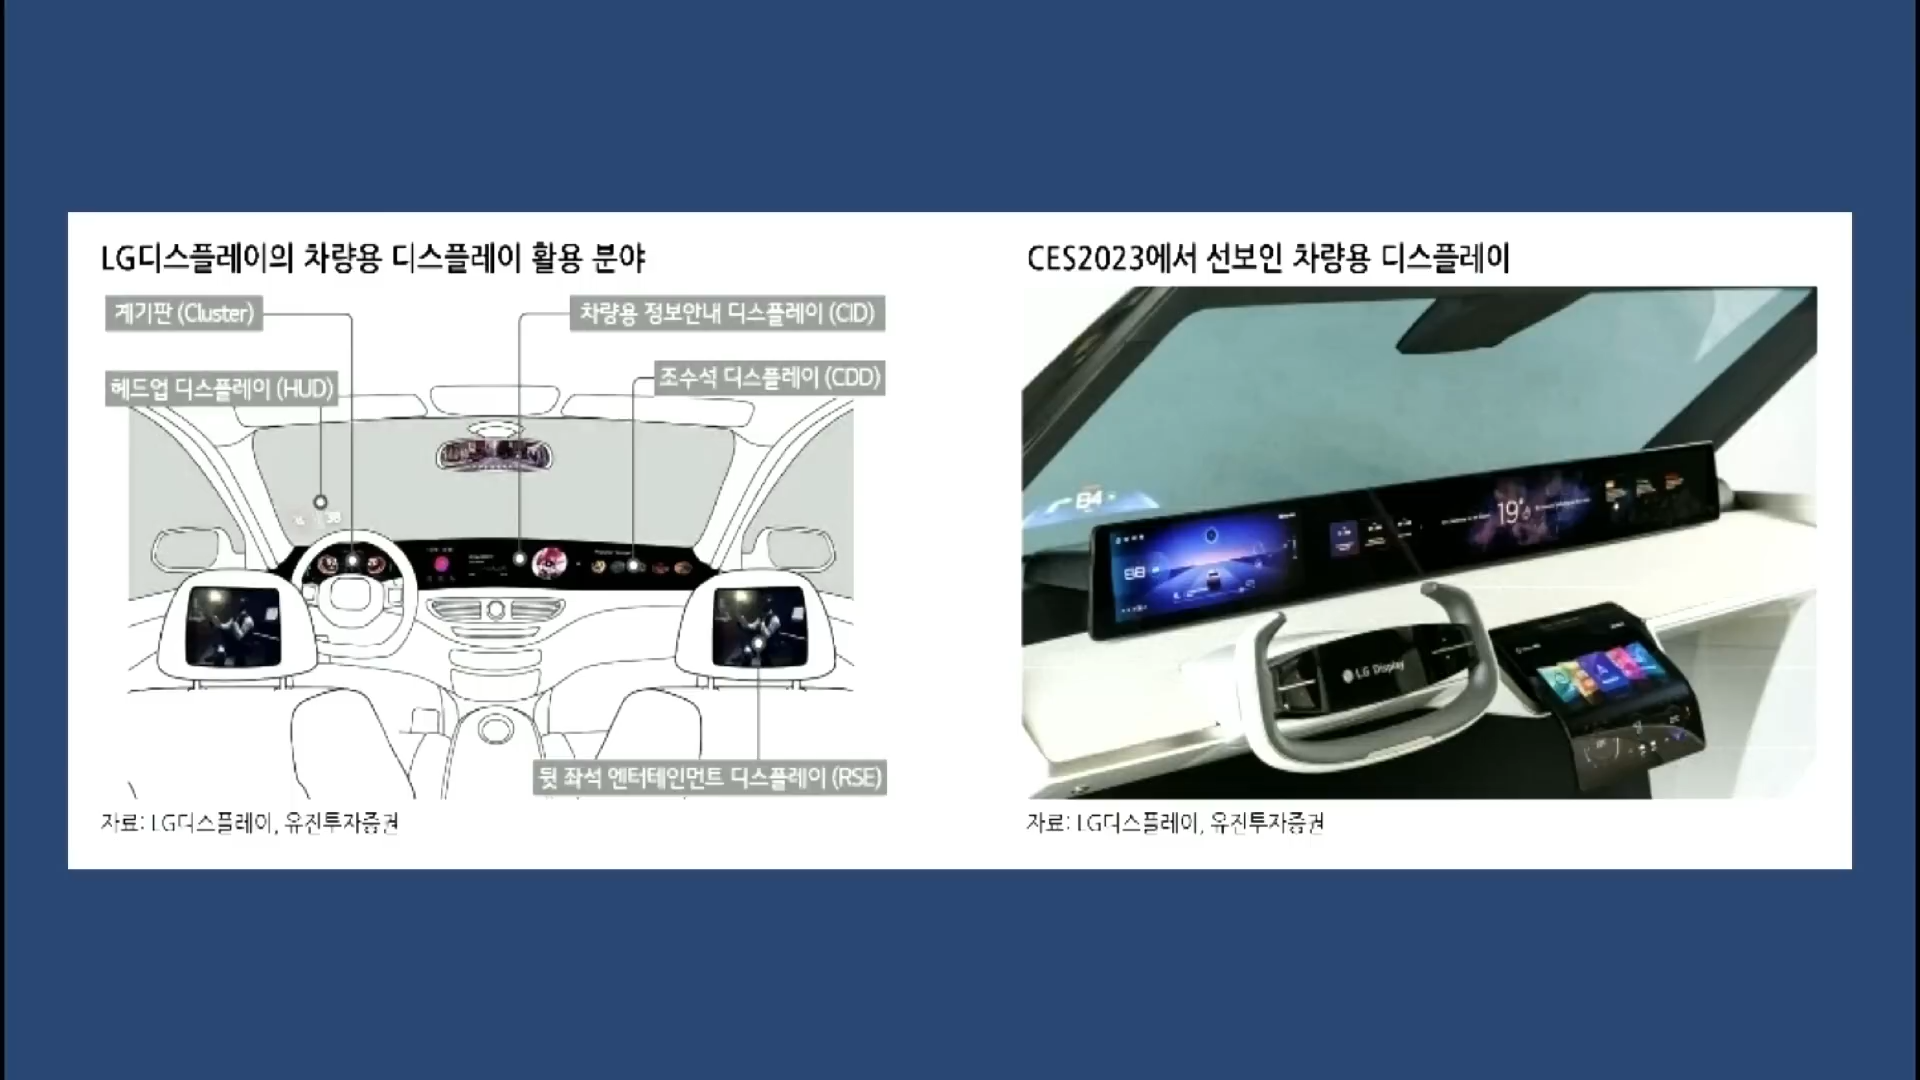 LG디스플레이의 차량용 디스플레이 활용 분야
계기판 (Cluster)
차량용 정보안내 디스플레이 (CID)
헤드업 디스플레이 (HUD)
조수석 디스플레이 (CDD)
뒷 좌석 엔터테인먼트 디스플레이 (RSE)
자료: LG디스플레이, 유진투자증권
CES2023에서 선보인 차량용 디스플레이
84
88
19°
LG Display
자료: LG디스플레이, 유진투자증권